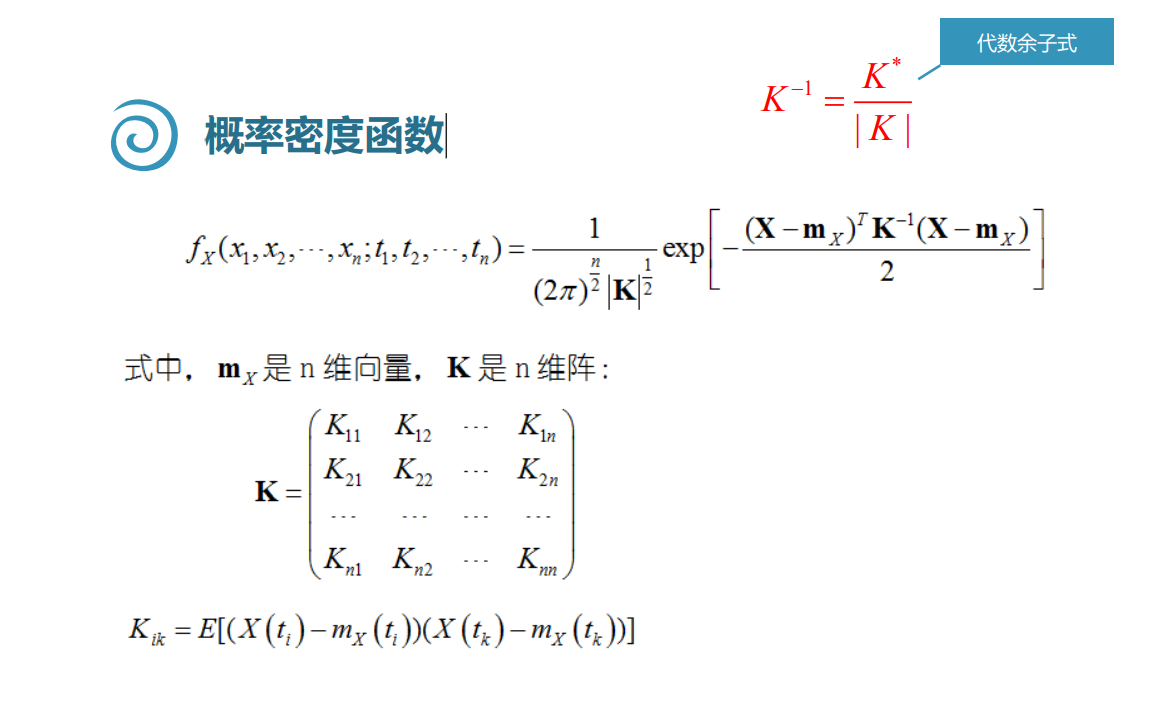 代数余子式
K^{-1} = \frac{K^*}{|K|}
概率密度函数
f_X(x_1, x_2, \cdots, x_n; t_1, t_2, \cdots, t_n) = \frac{1}{(2\pi)^{\frac{n}{2}} |\mathbf{K}|^{\frac{1}{2}}} \exp\left[ -\frac{(\mathbf{X} - \mathbf{m}_X)^T \mathbf{K}^{-1} (\mathbf{X} - \mathbf{m}_X)}{2} \right]
式中，m_X 是 n 维向量，K 是 n 维阵:
\mathbf{K} = \begin{pmatrix} K_{11} & K_{12} & \cdots & K_{1n} \\ K_{21} & K_{22} & \cdots & K_{2n} \\ \cdots & \cdots & \cdots & \cdots \\ K_{n1} & K_{n2} & \cdots & K_{nn} \end{pmatrix}
K_{ik} = E[(X(t_i) - m_X(t_i))(X(t_k) - m_X(t_k))]